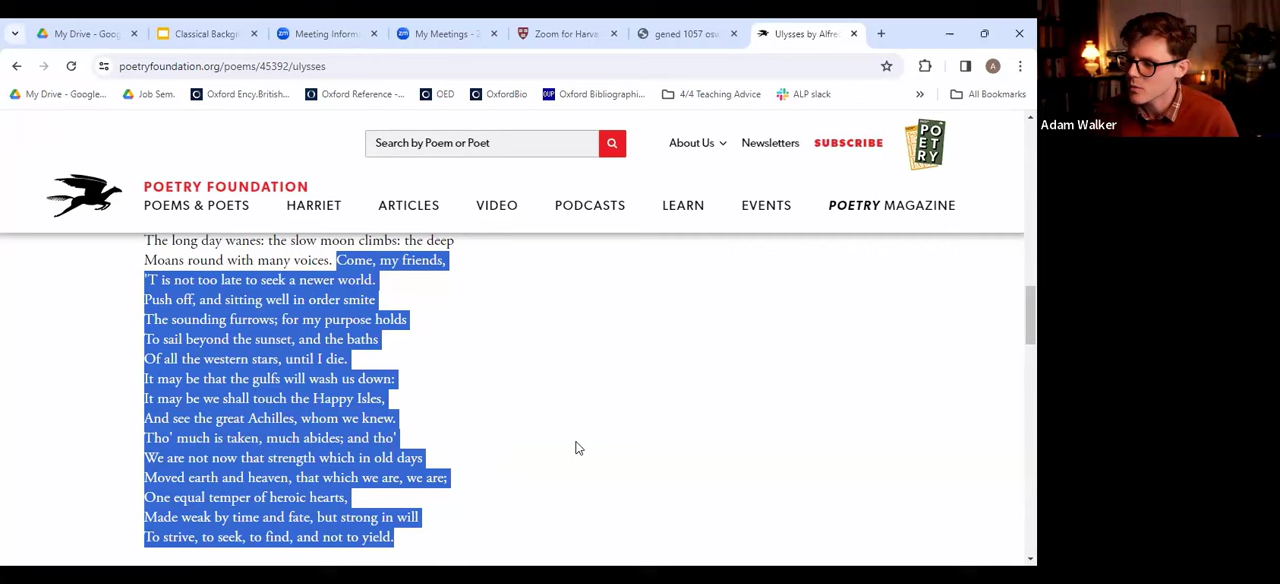 My Drive - Goog
Classical Backg
Meeting Inform
My Meetings - Z
Zoom for Harva
gened 1057 osw
Ulysses by Alfre
poetryfoundation.org/poems/45392/ulysses
My Drive - Google...
Job Sem.
Oxford Ency.British...
Oxford Reference -...
OED
OxfordBio
Oxford Bibliographi...
4/4 Teaching Advice
ALP slack
All Bookmarks
Adam Walker
Search by Poem or Poet
About Us
Newsletters
SUBSCRIBE
POETRY
POETRY FOUNDATION
POEMS & POETS
HARRIET
ARTICLES
VIDEO
PODCASTS
LEARN
EVENTS
POETRY MAGAZINE
The long day wanes: the slow moon climbs: the deep
Moans round with many voices. Come, my friends,
'T is not too late to seek a newer world.
Push off, and sitting well in order smite
The sounding furrows; for my purpose holds
To sail beyond the sunset, and the baths
Of all the western stars, until I die.
It may be that the gulfs will wash us down:
It may be we shall touch the Happy Isles,
And see the great Achilles, whom we knew.
Tho' much is taken, much abides; and tho'
We are not now that strength which in old days
Moved earth and heaven, that which we are, we are;
One equal temper of heroic hearts,
Made weak by time and fate, but strong in will
To strive, to seek, to find, and not to yield.